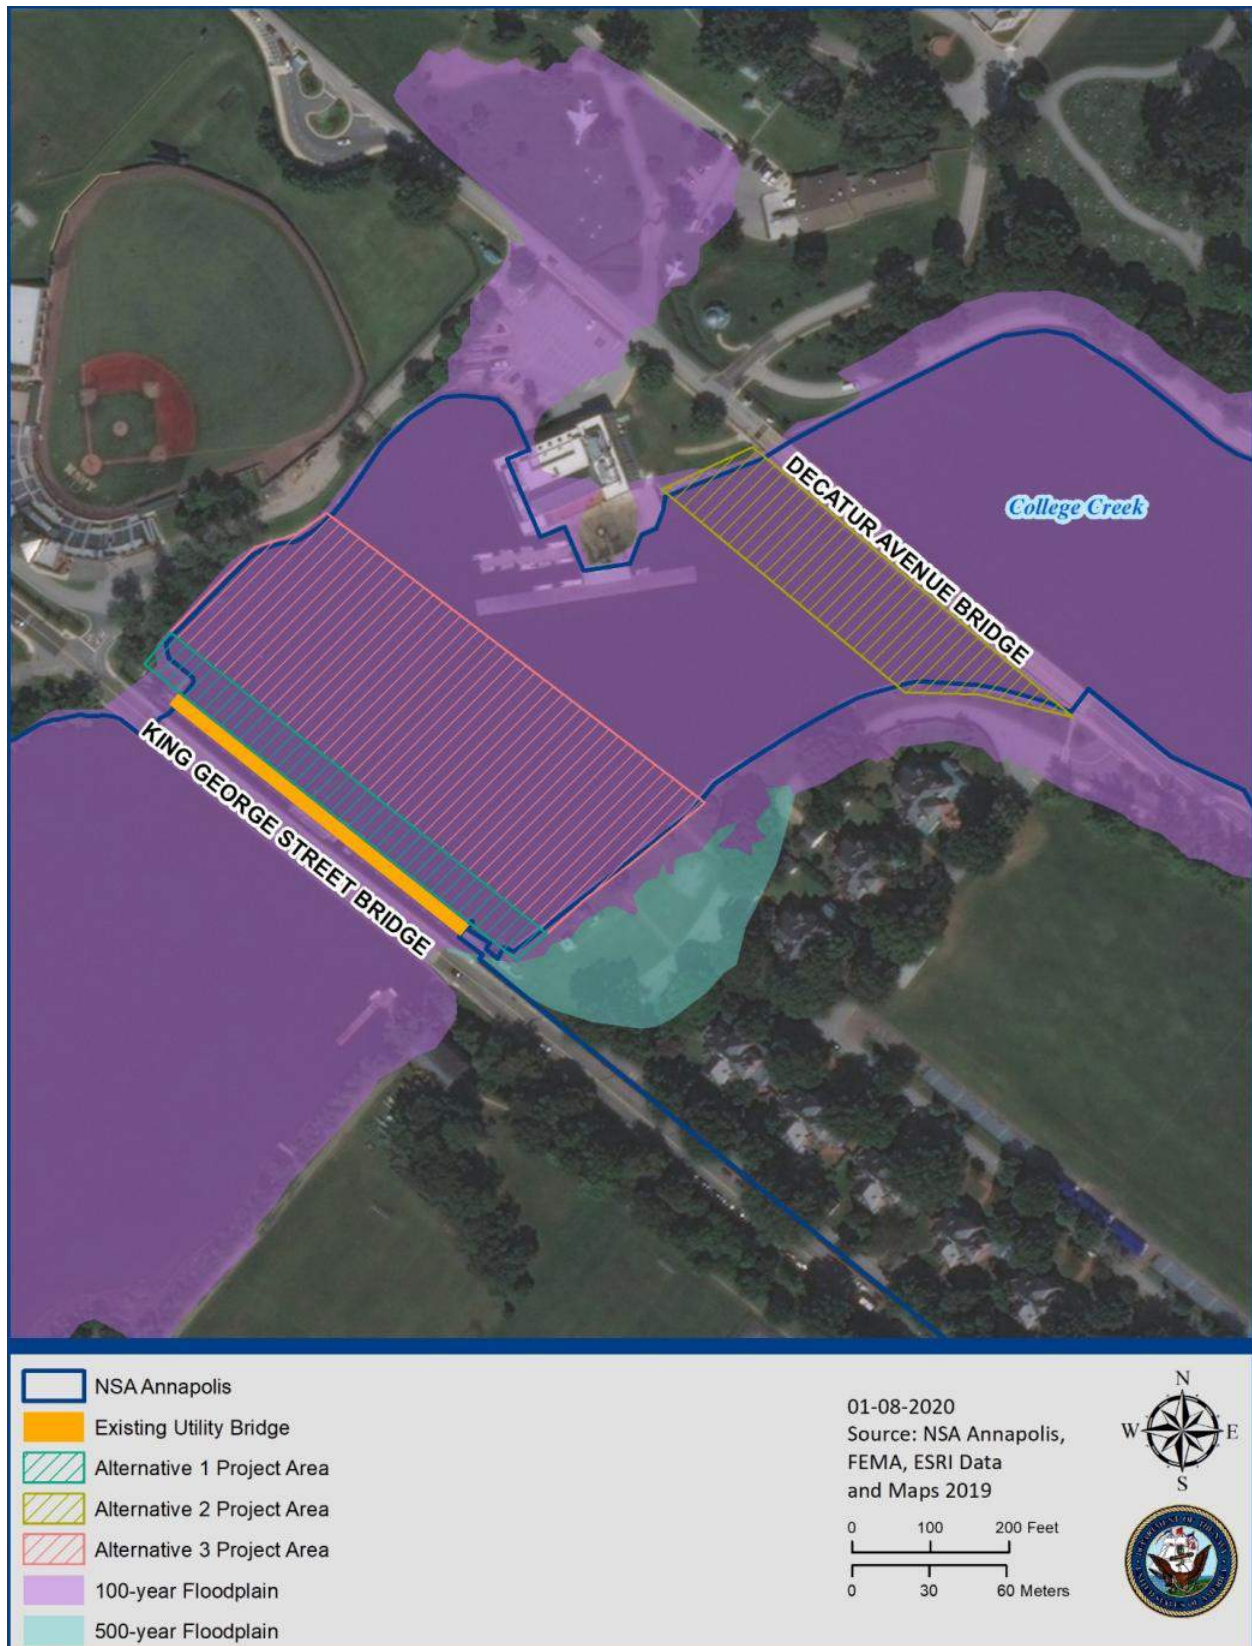 DECATUR AVENUE BRIDGE
College Creek
KING GEORGE STREET BRIDGE
NSA Annapolis
Existing Utility Bridge
Alternative 1 Project Area
Alternative 2 Project Area
Alternative 3 Project Area
100-year Floodplain
500-year Floodplain
01-08-2020
Source: NSA Annapolis,
FEMA, ESRI Data
and Maps 2019
0 100 200 Feet
0 30 60 Meters
N
W E
S